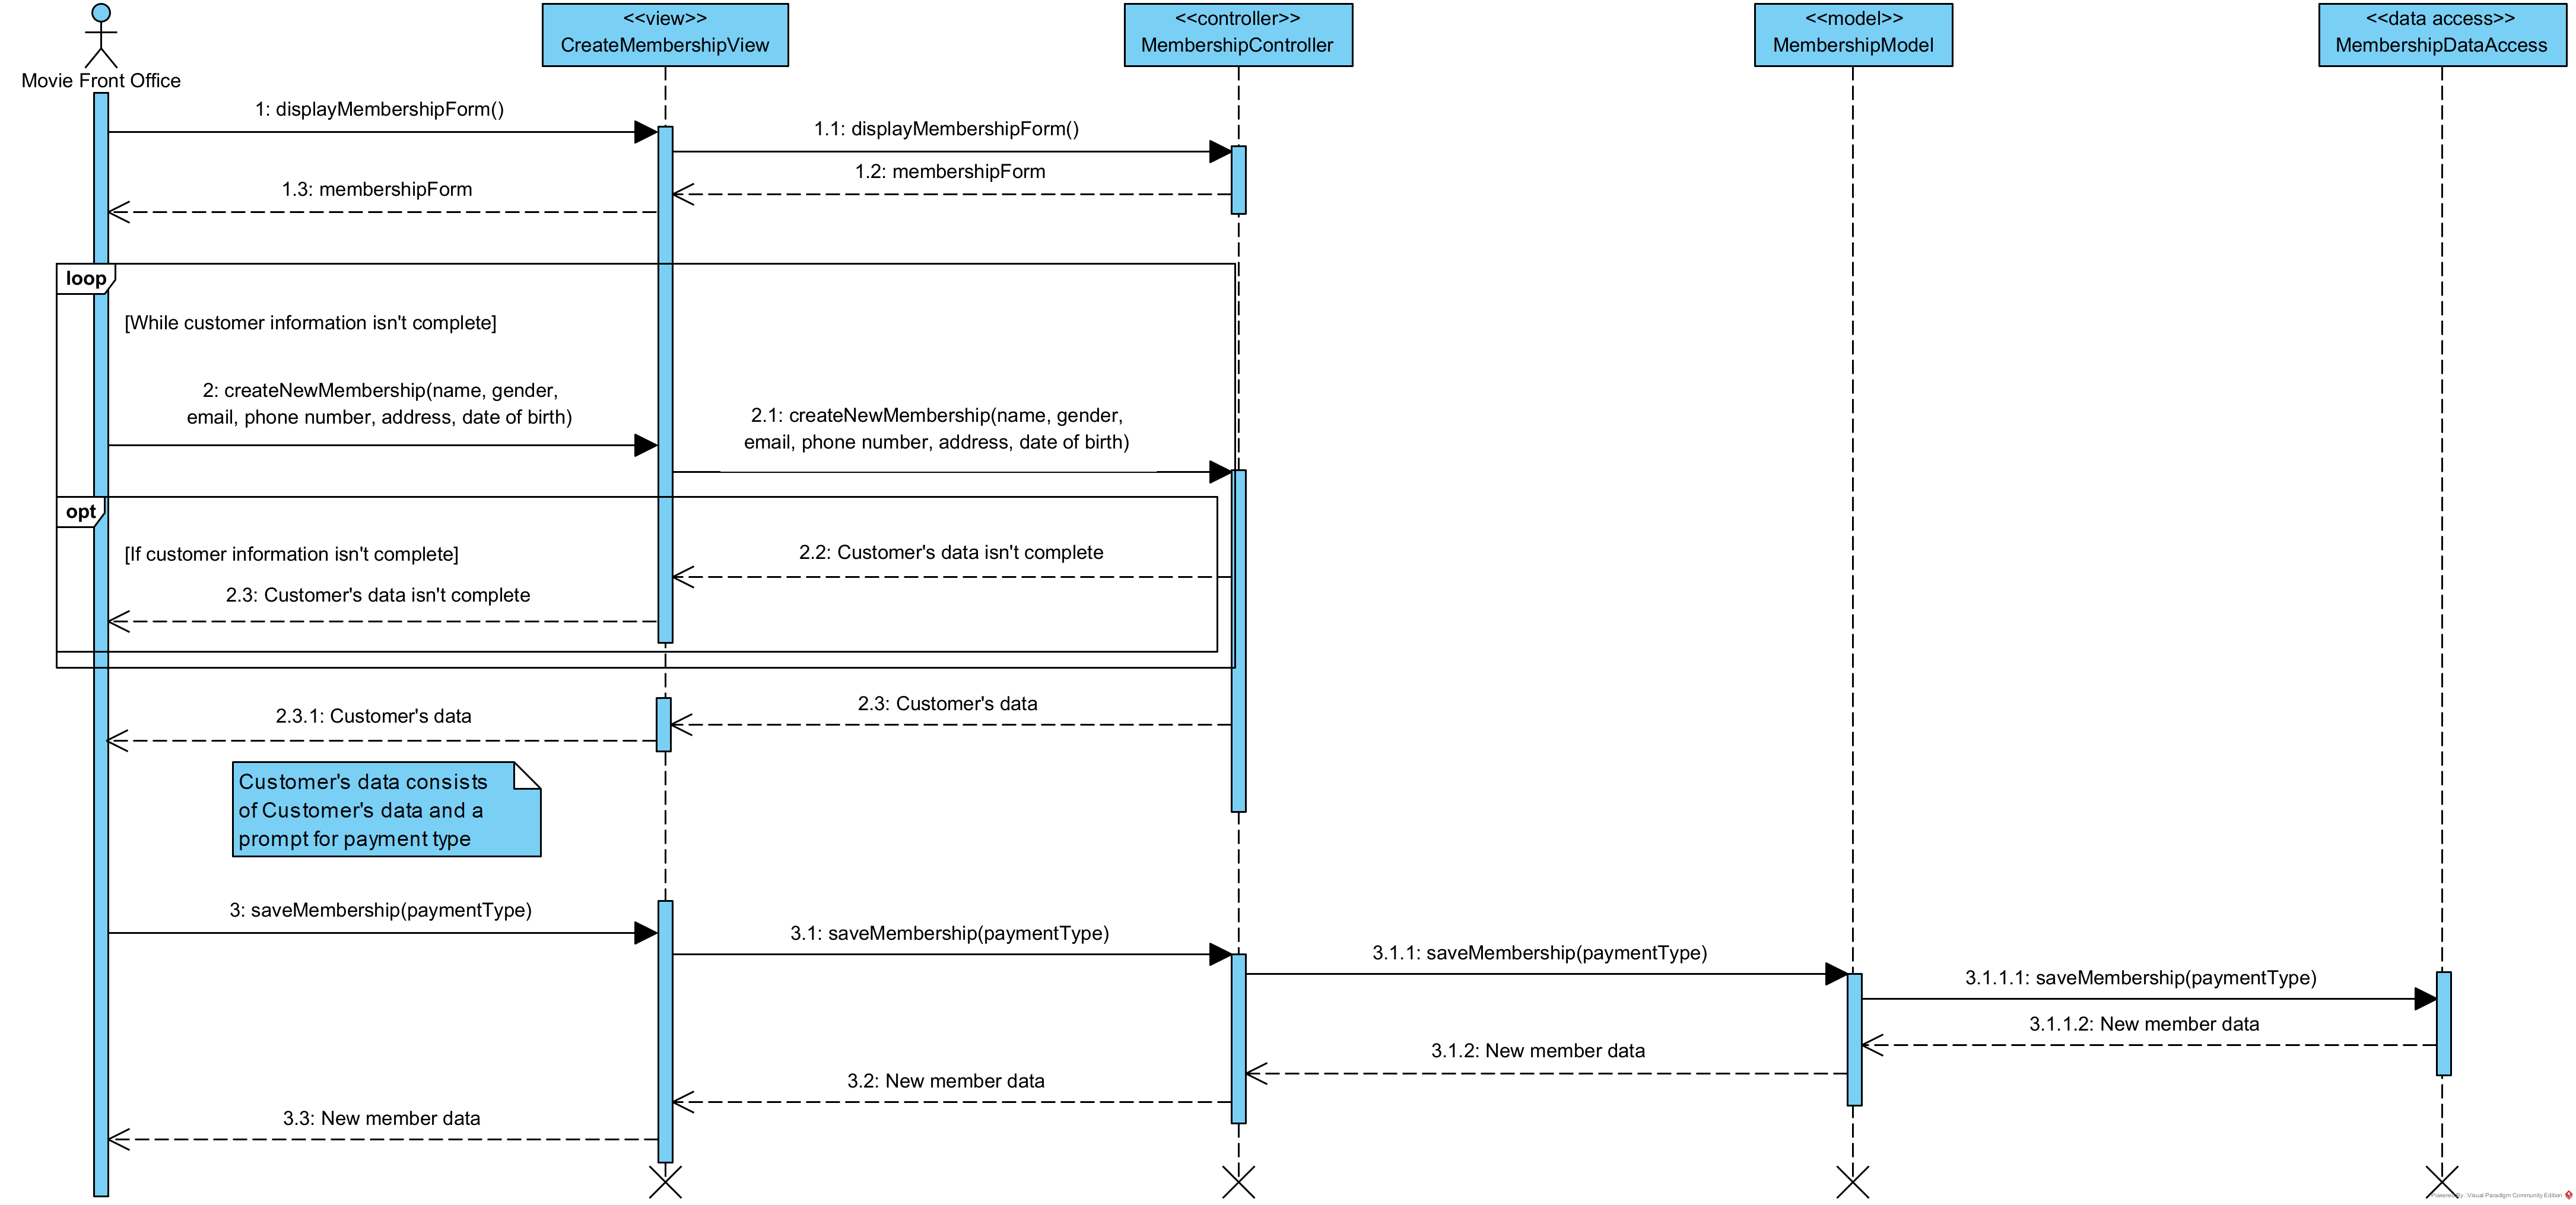 Movie Front Office
<<view>>
CreateMembershipView
<<controller>>
MembershipController
<<model>>
MembershipModel
<<data access>>
MembershipDataAccess
1: displayMembershipForm()
1.1: displayMembershipForm()
1.2: membershipForm
1.3: membershipForm
loop
[While customer information isn't complete]
2: createNewMembership(name, gender,
email, phone number, address, date of birth)
2.1: createNewMembership(name, gender,
email, phone number, address, date of birth)
opt
[If customer information isn't complete]
2.2: Customer's data isn't complete
2.3: Customer's data isn't complete
2.3: Customer's data
2.3.1: Customer's data
Customer's data consists
of Customer's data and a
prompt for payment type
3: saveMembership(paymentType)
3.1: saveMembership(paymentType)
3.1.1: saveMembership(paymentType)
3.1.1.1: saveMembership(paymentType)
3.1.1.2: New member data
3.1.2: New member data
3.2: New member data
3.3: New member data
Powered By Visual Paradigm Community Edition